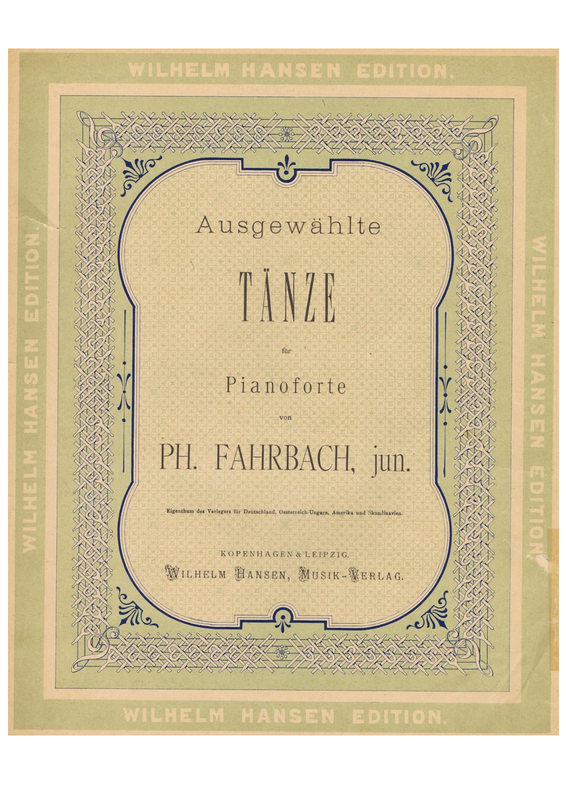 WILHELM HANSEN EDITION.
WILHELM HANSEN EDITION.
Ausgewählte
TÄNZE
für
Pianoforte
von
PH. FAHRBACH, jun.
Eigenthum des Verlegers für Deutschland, Oesterreich-Ungarn, Amerika und Skandinavien.
KOPENHAGEN & LEIPZIG.
WILHELM HANSEN, MUSIK-VERLAG.
WILHELM HANSEN EDITION.
WILHELM HANSEN EDITION.